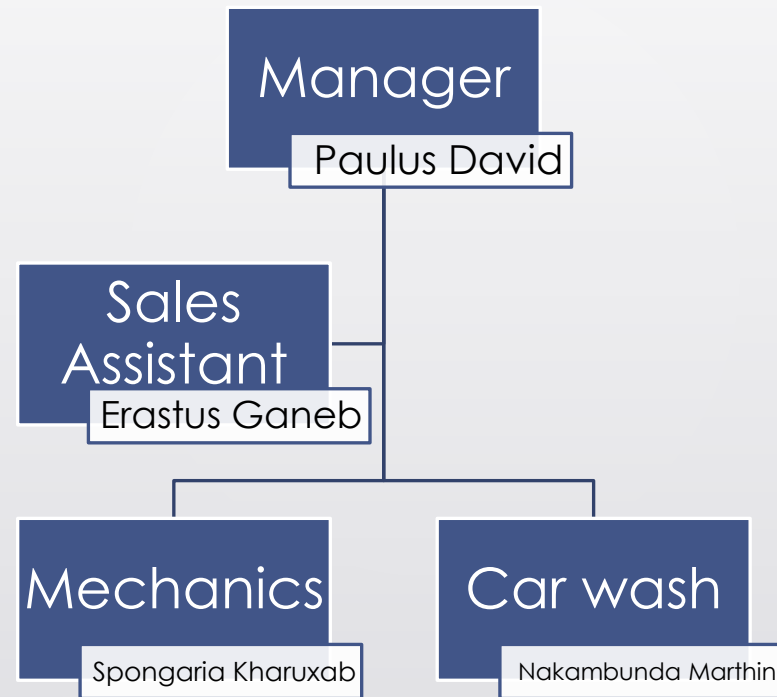 Manager
Paulus David
Sales
Assistant
Erastus Ganeb
Mechanics
Spongaria Kharuxab
Car wash
Nakambunda Marthin